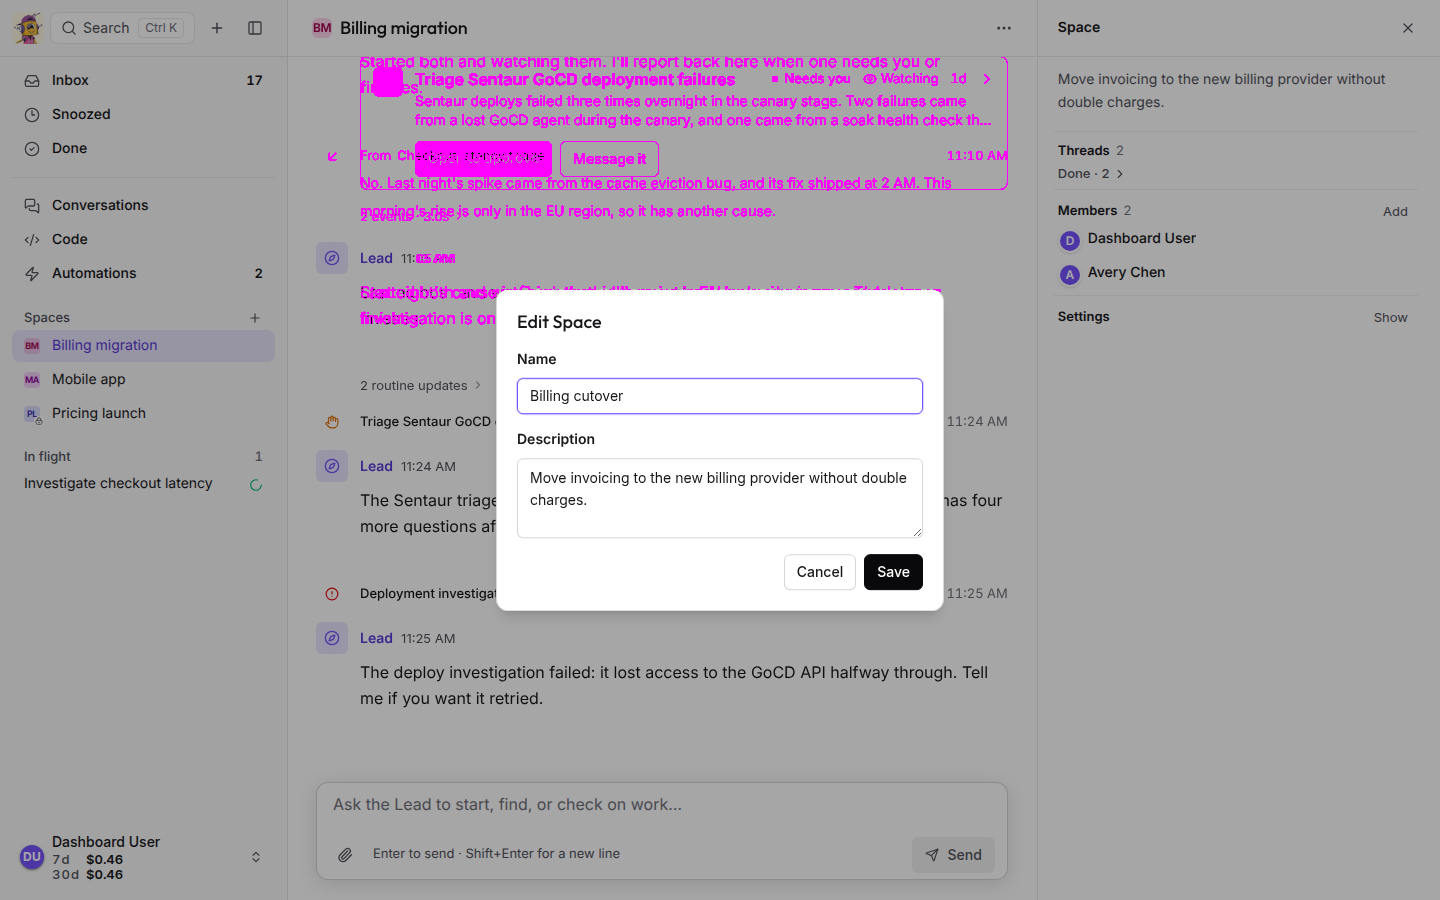 Search Ctrl K
Inbox 17
Snoozed
Done
Conversations
Code
Automations 2
Spaces
BM Billing migration
MA Mobile app
PL Pricing launch
In flight 1
Investigate checkout latency
DU Dashboard User
7d $0.46
30d $0.46
BM Billing migration
Started both and watching them. I'll report back here when one needs you or
Triage Sentaur GoCD deployment failures Needs you Watching 1d
Sentaur deploys failed three times overnight in the canary stage. Two failures came
from a lost GoCD agent during the canary, and one came from a soak health check th...
Message it
From 11:10 AM
No. Last night's spike came from the cache eviction bug, and its fix shipped at 2 AM. This
morning's rise is only in the EU region, so it has another cause.
2 events
Lead
2 routine updates
Triage Sentaur GoCD 11:24 AM
Lead 11:24 AM
The Sentaur triage has four
more questions
Deployment 11:25 AM
Lead 11:25 AM
The deploy investigation failed: it lost access to the GoCD API halfway through. Tell
me if you want it retried.
Ask the Lead to start, find, or check on work...
Enter to send · Shift+Enter for a new line
Send
Edit Space
Name
Billing cutover
Description
Move invoicing to the new billing provider without double
charges.
Cancel Save
Space
Move invoicing to the new billing provider without
double charges.
Threads 2
Done · 2
Members 2 Add
D Dashboard User
A Avery Chen
Settings Show